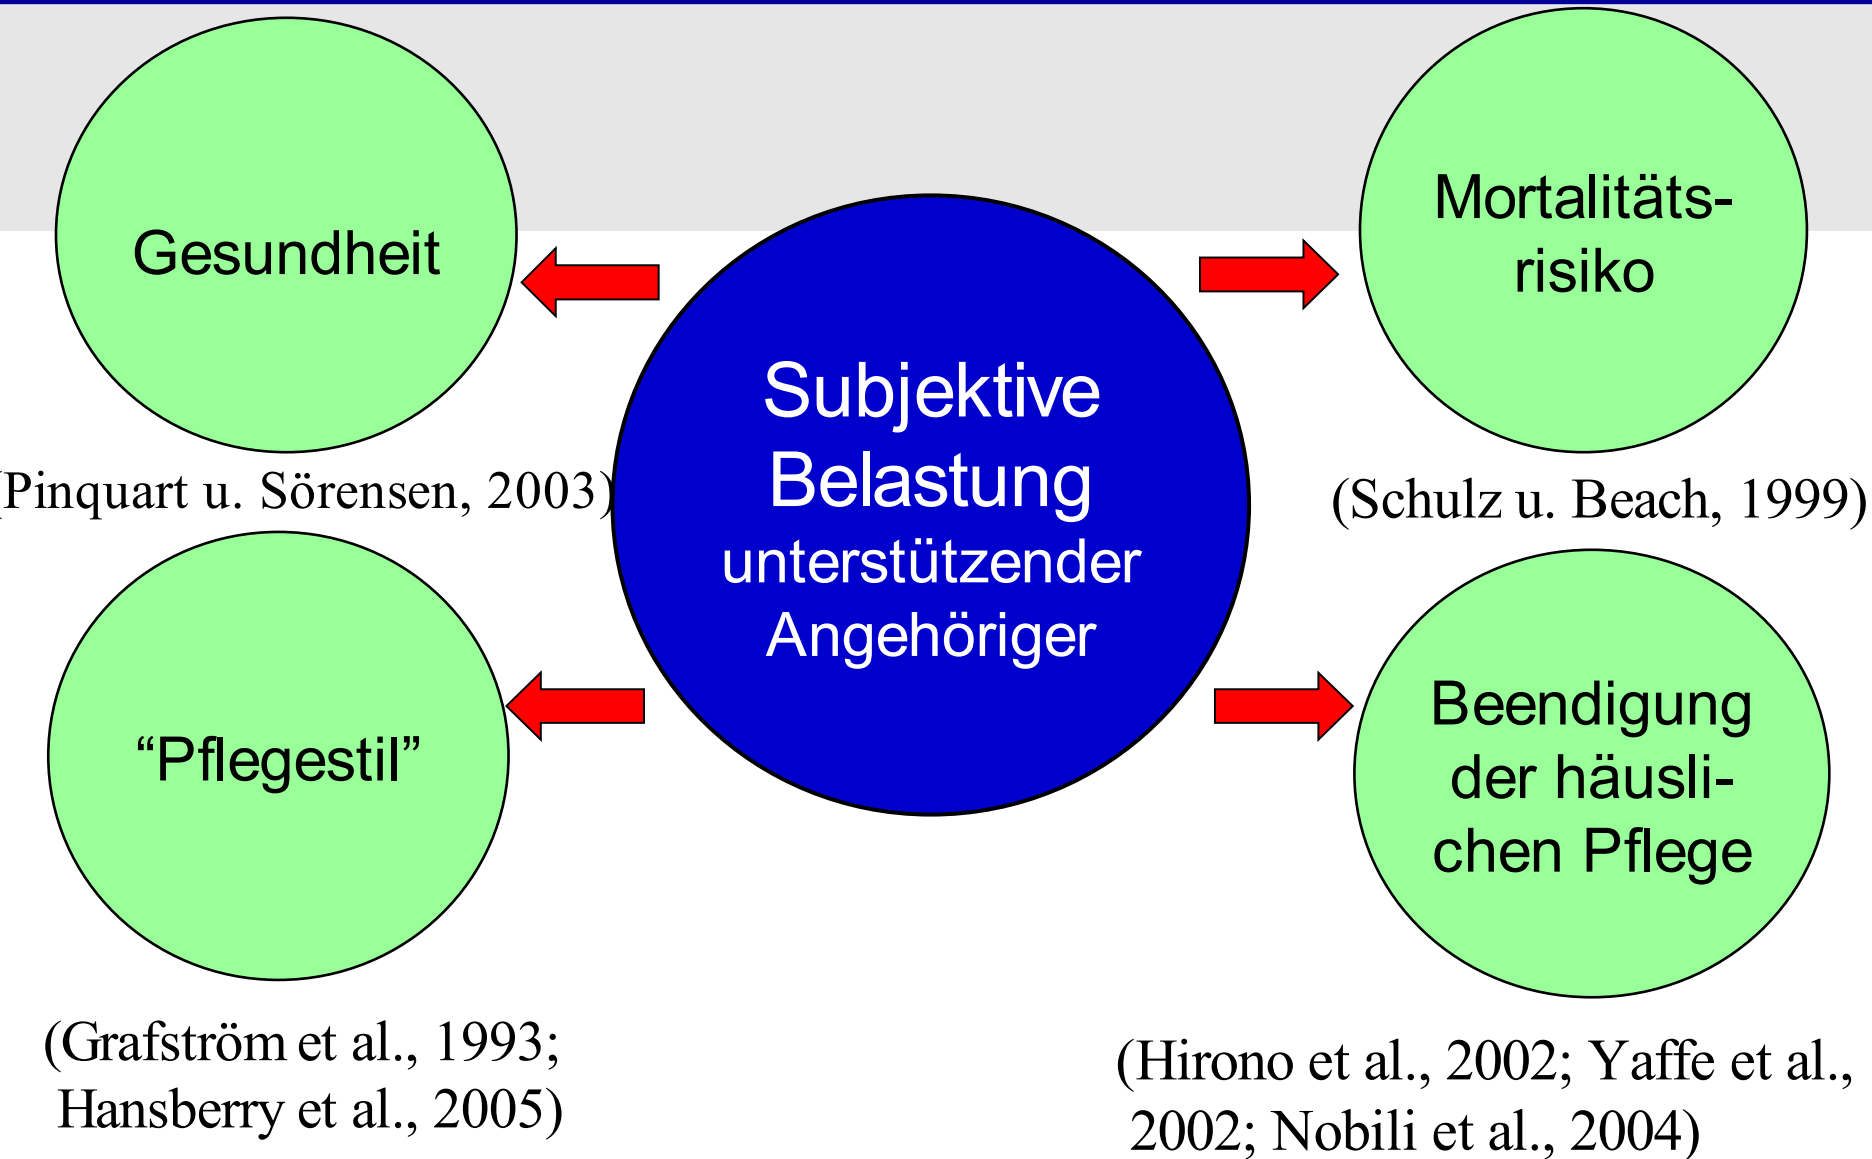 Gesundheit
(Pinquart u. Sörensen, 2003)
Mortalitäts-
risiko
(Schulz u. Beach, 1999)
Subjektive
Belastung
unterstützender
Angehöriger
“Pflegestil”
(Grafström et al., 1993;
Hansberry et al., 2005)
Beendigung
der häusli-
chen Pflege
(Hirono et al., 2002; Yaffe et al.,
2002; Nobili et al., 2004)